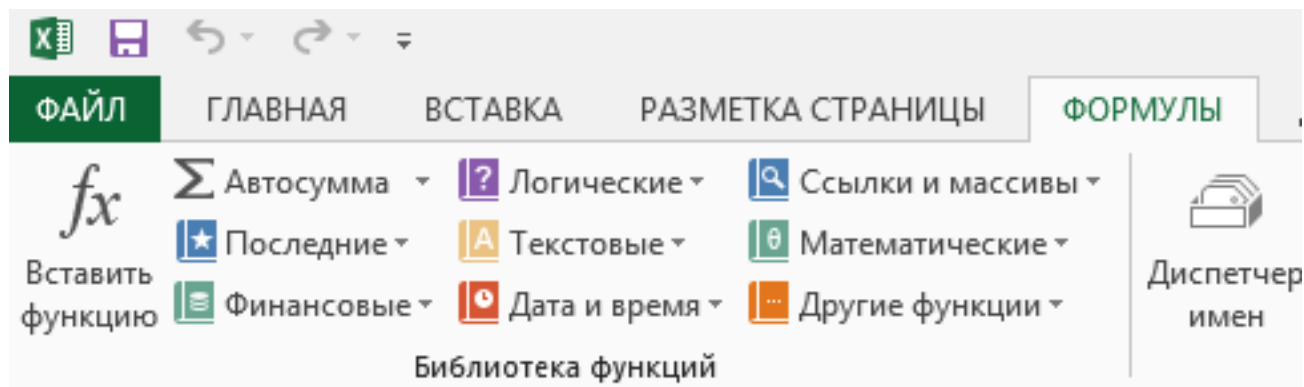 ФАЙЛ ГЛАВНАЯ ВСТАВКА РАЗМЕТКА СТРАНИЦЫ ФОРМУЛЫ
fx
Вставить
функцию
Σ Автосумма
Последние
Финансовые
Логические
Текстовые
Дата и время
Ссылки и массивы
Математические
Другие функции
Библиотека функций
Диспетчер
имен